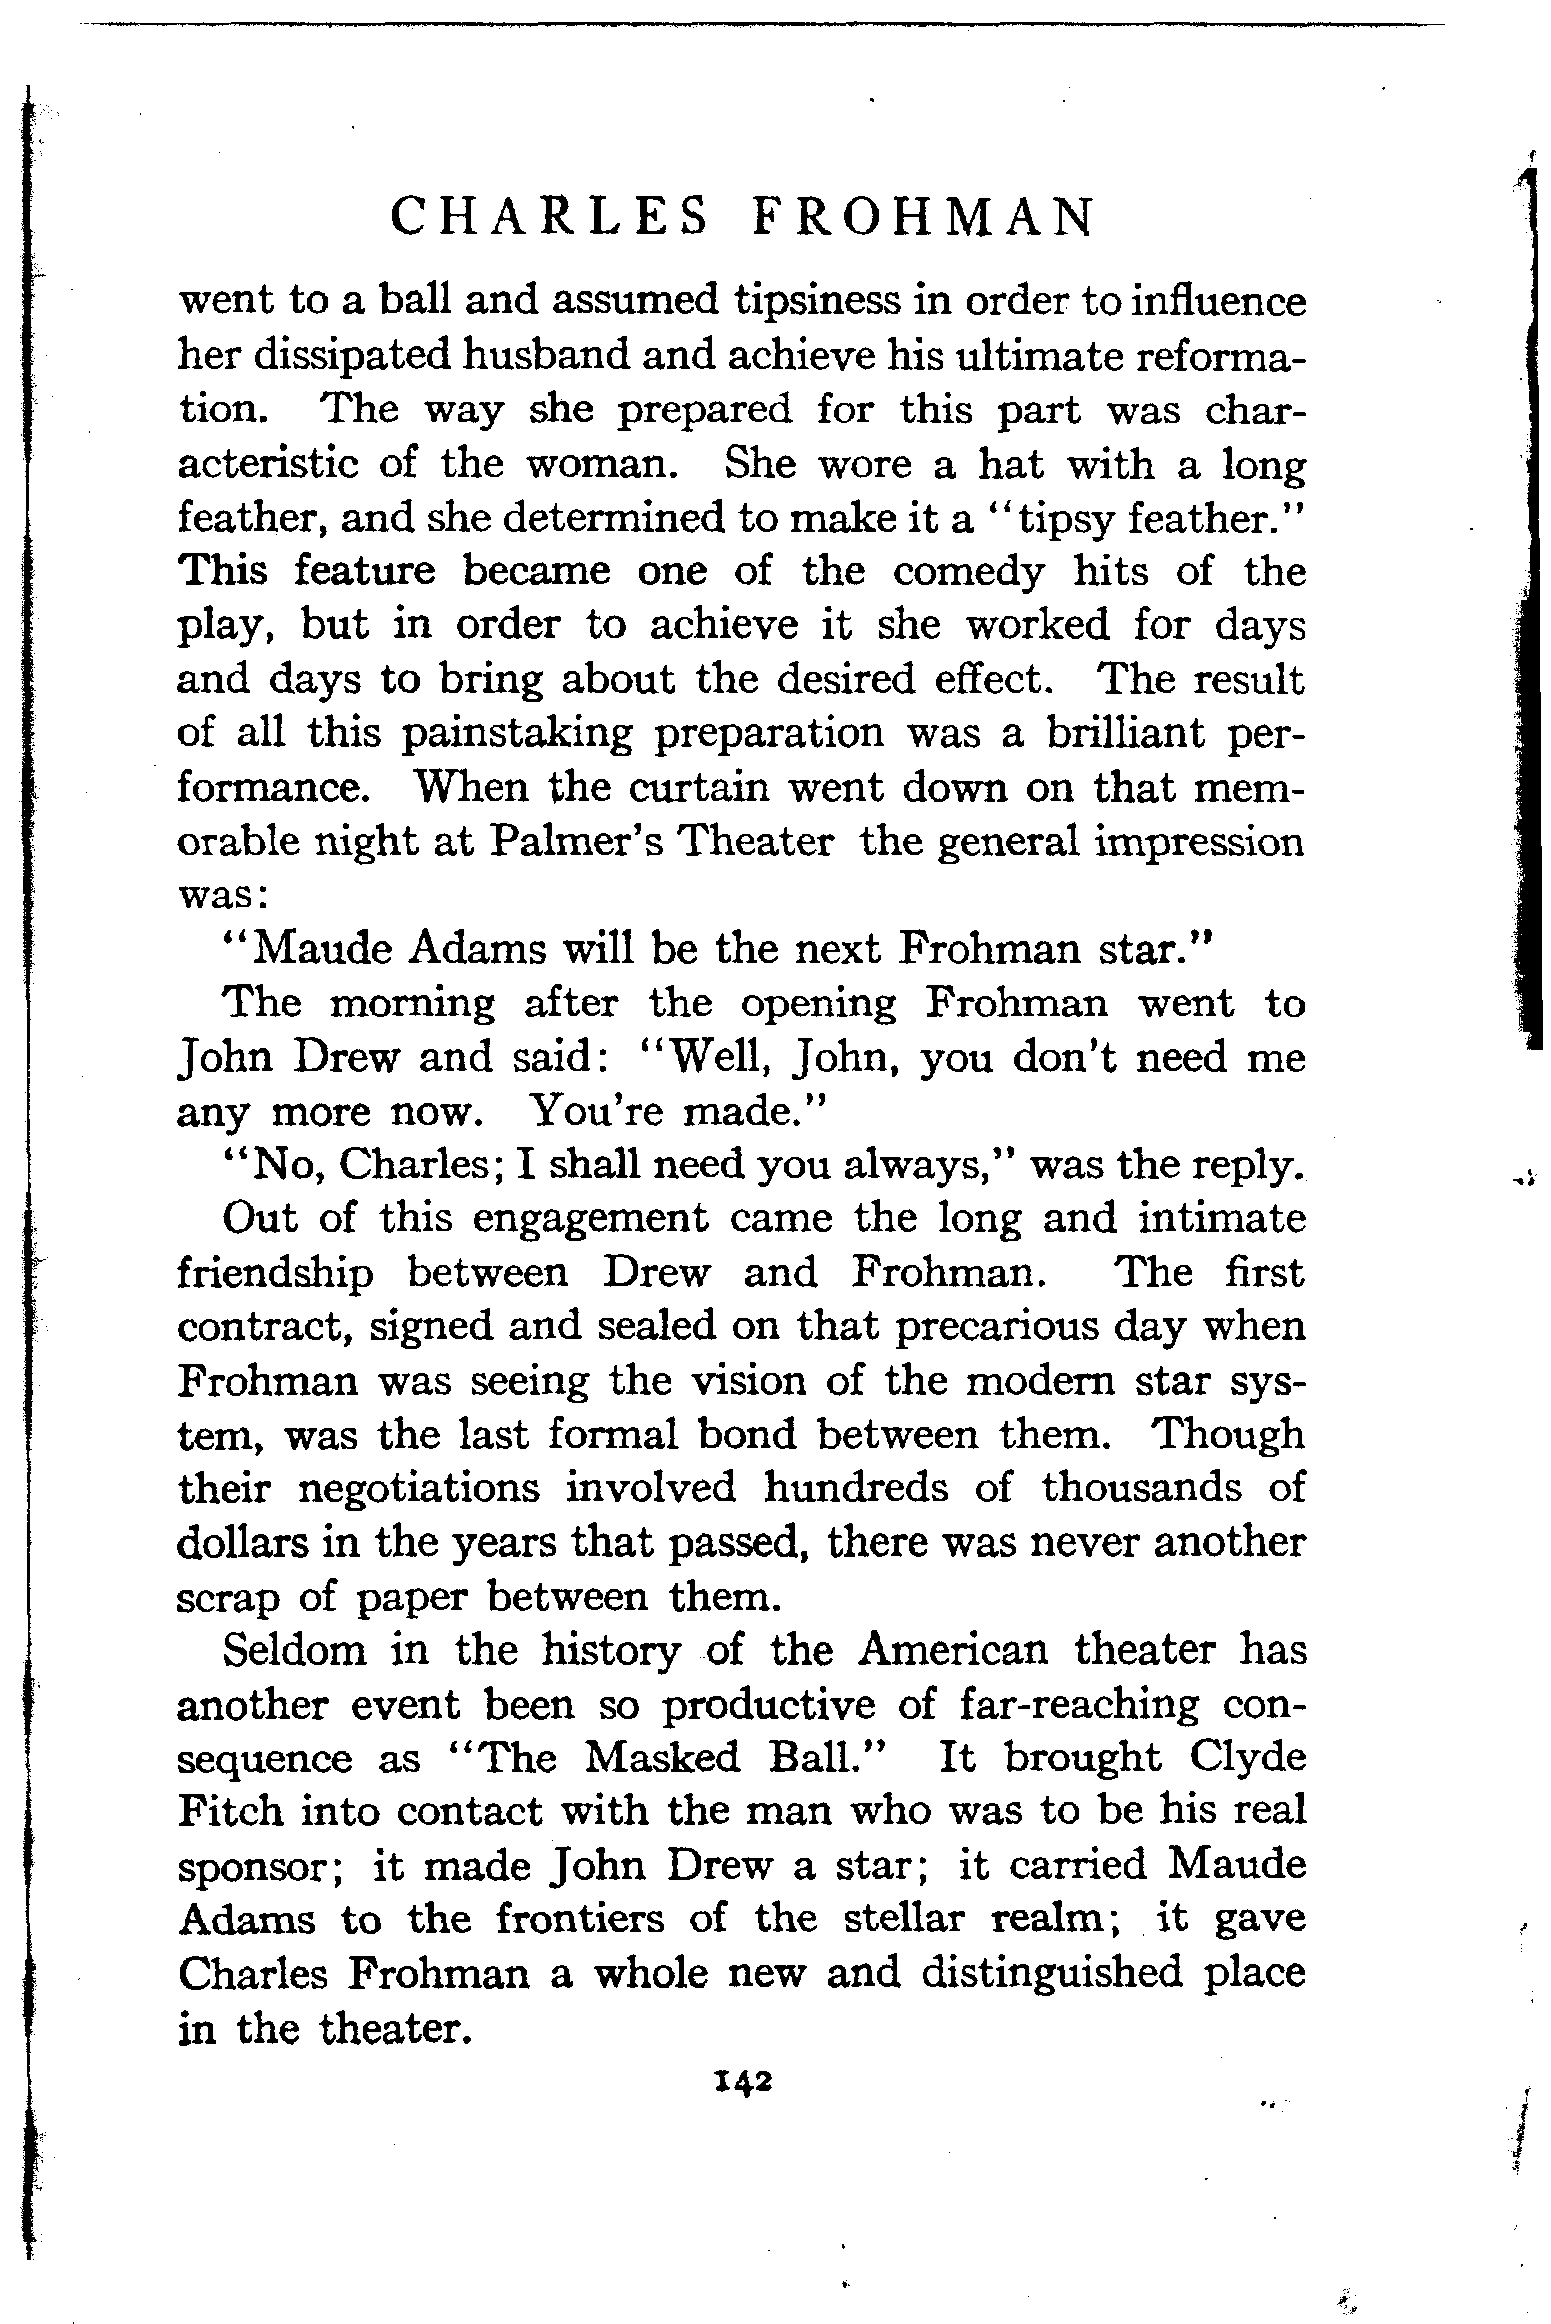 CHARLES FROHMAN
went to a ball and assumed tipsiness in order to influence
her dissipated husband and achieve his ultimate reforma-
tion. The way she prepared for this part was char-
acteristic of the woman. She wore a hat with a long
feather, and she determined to make it a "tipsy feather."
This feature became one of the comedy hits of the
play, but in order to achieve it she worked for days
and days to bring about the desired effect. The result
of all this painstaking preparation was a brilliant per-
formance. When the curtain went down on that mem-
orable night at Palmer's Theater the general impression
was:
"Maude Adams will be the next Frohman star."
The morning after the opening Frohman went to
John Drew and said: "Well, John, you don't need me
any more now. You're made."
"No, Charles; I shall need you always," was the reply.
Out of this engagement came the long and intimate
friendship between Drew and Frohman. The first
contract, signed and sealed on that precarious day when
Frohman was seeing the vision of the modern star sys-
tem, was the last formal bond between them. Though
their negotiations involved hundreds of thousands of
dollars in the years that passed, there was never another
scrap of paper between them.
Seldom in the history of the American theater has
another event been so productive of far-reaching con-
sequence as "The Masked Ball." It brought Clyde
Fitch into contact with the man who was to be his real
sponsor; it made John Drew a star; it carried Maude
Adams to the frontiers of the stellar realm; it gave
Charles Frohman a whole new and distinguished place
in the theater.
142